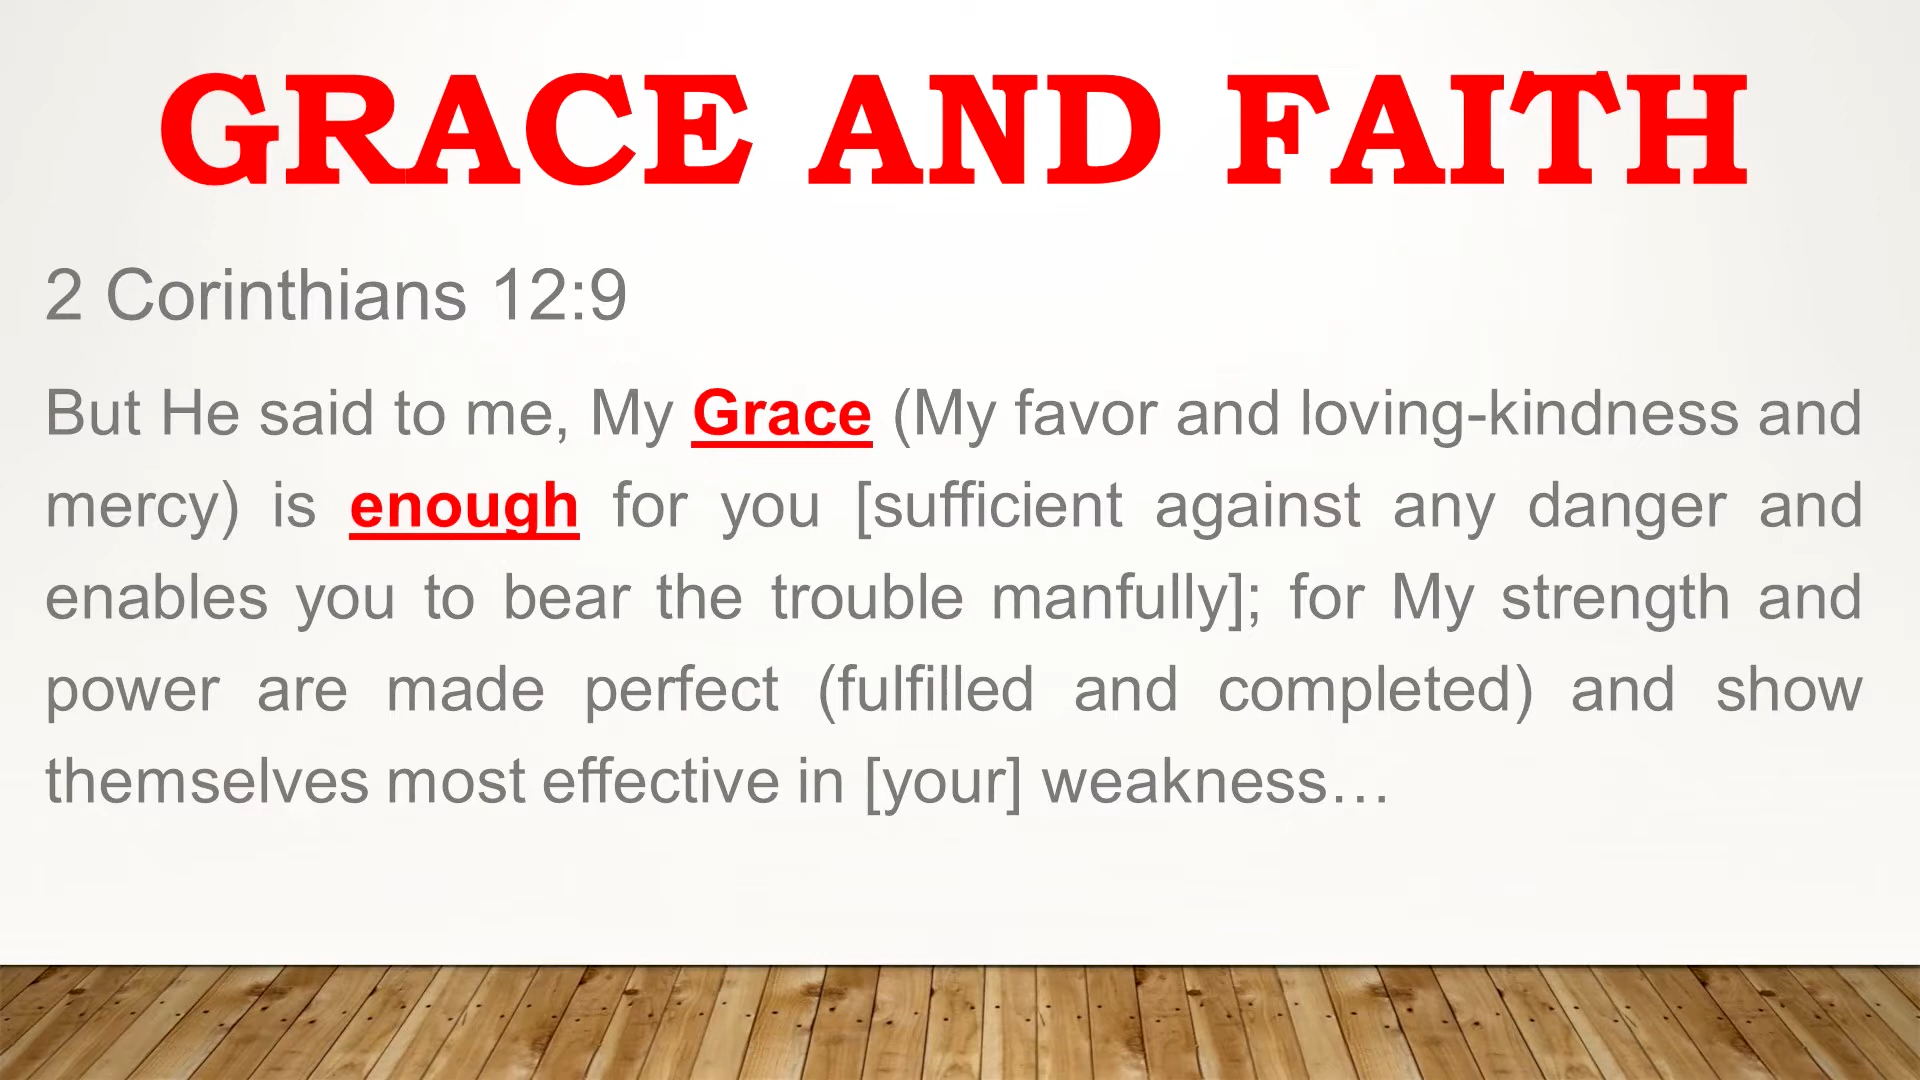 GRACE AND FAITH
2 Corinthians 12:9
But He said to me, My Grace (My favor and loving-kindness and
mercy) is enough for you [sufficient against any danger and
enables you to bear the trouble manfully]; for My strength and
power are made perfect (fulfilled and completed) and show
themselves most effective in [your] weakness…